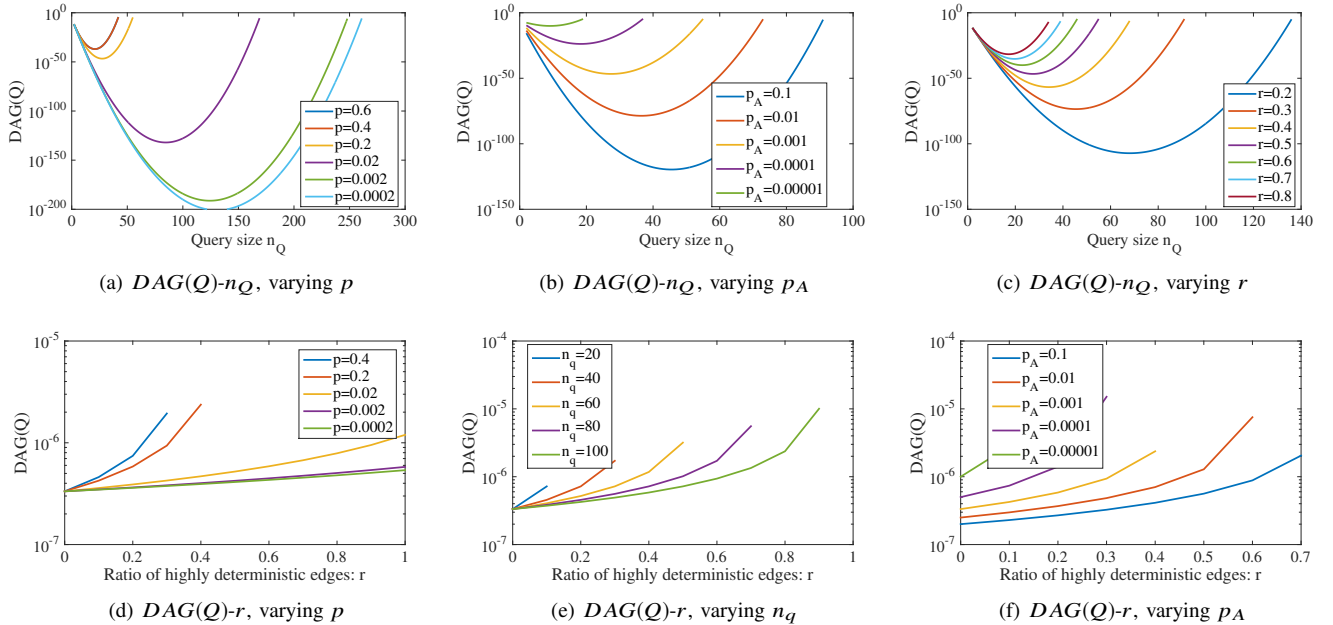 10^0
10^-50
10^-100
10^-150
10^-200
DAG(Q)
0 50 100 150 200 250 300
Query size n_Q
p=0.6
p=0.4
p=0.2
p=0.02
p=0.002
p=0.0002
(a) DAG(Q)-n_Q, varying p
10^0
10^-50
10^-100
10^-150
DAG(Q)
0 20 40 60 80 100
Query size n_Q
p_A=0.1
p_A=0.01
p_A=0.001
p_A=0.0001
p_A=0.00001
(b) DAG(Q)-n_Q, varying p_A
10^0
10^-50
10^-100
10^-150
DAG(Q)
0 20 40 60 80 100 120 140
Query size n_Q
r=0.2
r=0.3
r=0.4
r=0.5
r=0.6
r=0.7
r=0.8
(c) DAG(Q)-n_Q, varying r
10^-5
10^-6
10^-7
DAG(Q)
0 0.2 0.4 0.6 0.8 1
Ratio of highly deterministic edges: r
p=0.4
p=0.2
p=0.02
p=0.002
p=0.0002
(d) DAG(Q)-r, varying p
10^-4
10^-5
10^-6
10^-7
DAG(Q)
0 0.2 0.4 0.6 0.8 1
Ratio of highly deterministic edges: r
n_q=20
n_q=40
n_q=60
n_q=80
n_q=100
(e) DAG(Q)-r, varying n_q
10^-4
10^-5
10^-6
10^-7
DAG(Q)
0 0.1 0.2 0.3 0.4 0.5 0.6 0.7
Ratio of highly deterministic edges: r
p_A=0.1
p_A=0.01
p_A=0.001
p_A=0.0001
p_A=0.00001
(f) DAG(Q)-r, varying p_A